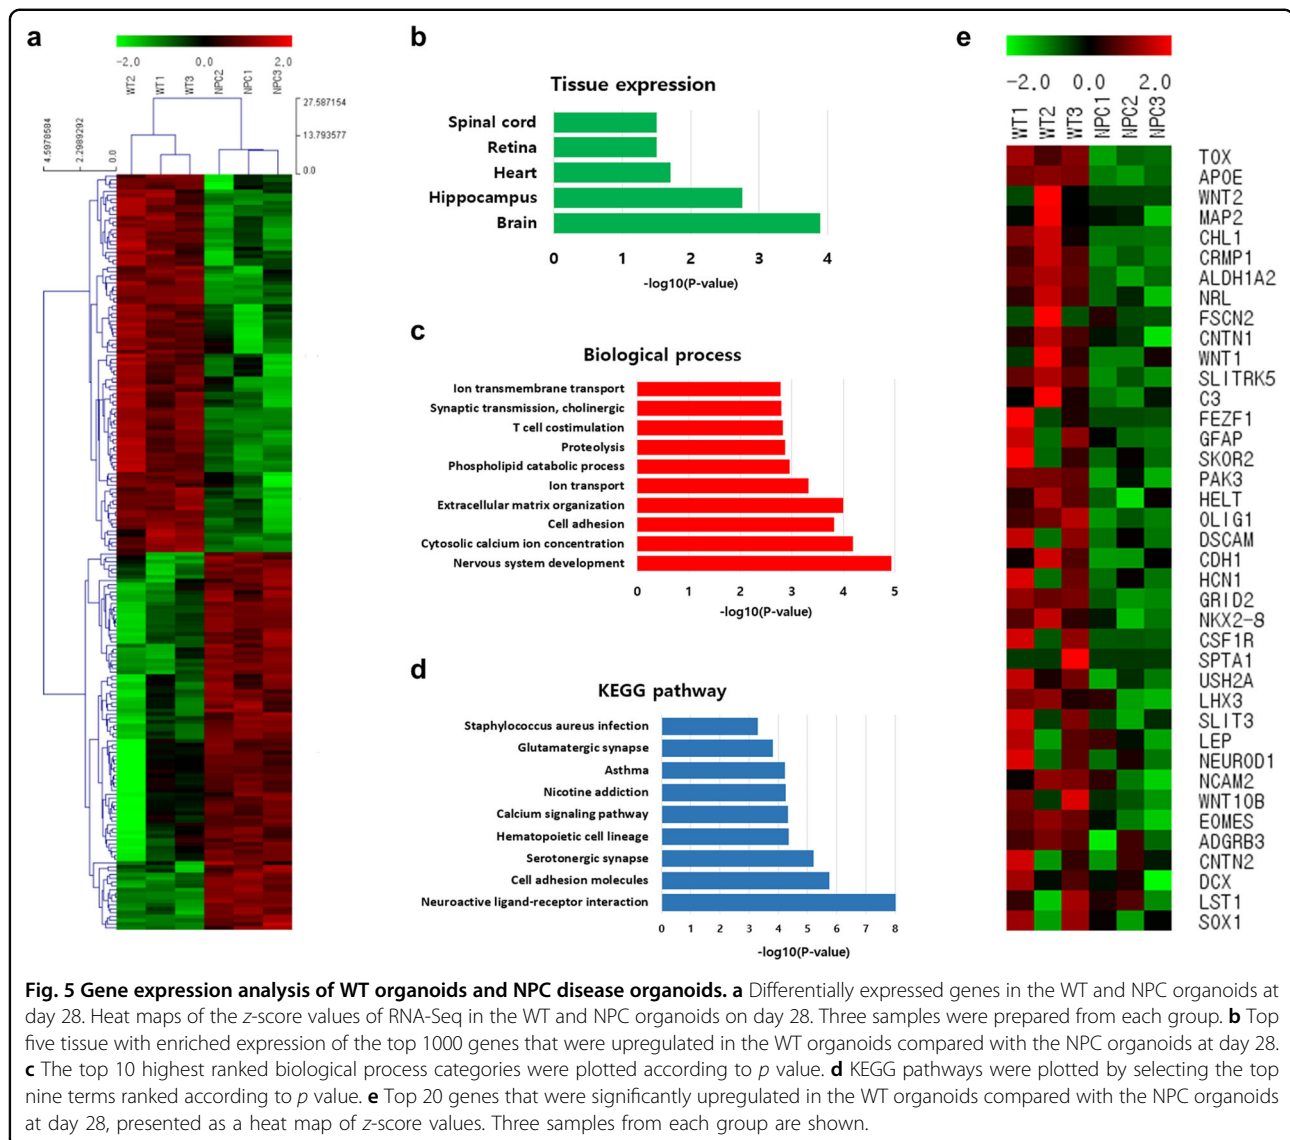 a
-2.0 0.0 2.0
WT2 WT1 WT3 NPC2 NPC1 NPC3
27.587154
13.793577
0.0
4.5978584 2.2989292 0.0
b
Tissue expression
Spinal cord
Retina
Heart
Hippocampus
Brain
0 1 2 3 4
-log10(P-value)
c
Biological process
Ion transmembrane transport
Synaptic transmission, cholinergic
T cell costimulation
Proteolysis
Phospholipid catabolic process
Ion transport
Extracellular matrix organization
Cell adhesion
Cytosolic calcium ion concentration
Nervous system development
0 1 2 3 4 5
-log10(P-value)
d
KEGG pathway
Staphylococcus aureus infection
Glutamatergic synapse
Asthma
Nicotine addiction
Calcium signaling pathway
Hematopoietic cell lineage
Serotonergic synapse
Cell adhesion molecules
Neuroactive ligand-receptor interaction
0 1 2 3 4 5 6 7 8
-log10(P-value)
e
-2.0 0.0 2.0
WT1 WT2 WT3 NPC1 NPC2 NPC3
TOX
APOE
WNT2
MAP2
CHL1
CRMP1
ALDH1A2
NRL
FSCN2
CNTN1
WNT1
SLITRK5
C3
FEZF1
GFAP
SKOR2
PAK3
HELT
OLIG1
DSCAM
CDH1
HCN1
GRID2
NKX2-8
CSF1R
SPTA1
USH2A
LHX3
SLIT3
LEP
NEUROD1
NCAM2
WNT10B
EOMES
ADGRB3
CNTN2
DCX
LST1
SOX1
Fig. 5 Gene expression analysis of WT organoids and NPC disease organoids. a Differentially expressed genes in the WT and NPC organoids at
day 28. Heat maps of the z-score values of RNA-Seq in the WT and NPC organoids on day 28. Three samples were prepared from each group. b Top
five tissue with enriched expression of the top 1000 genes that were upregulated in the WT organoids compared with the NPC organoids at day 28.
c The top 10 highest ranked biological process categories were plotted according to p value. d KEGG pathways were plotted by selecting the top
nine terms ranked according to p value. e Top 20 genes that were significantly upregulated in the WT organoids compared with the NPC organoids
at day 28, presented as a heat map of z-score values. Three samples from each group are shown.